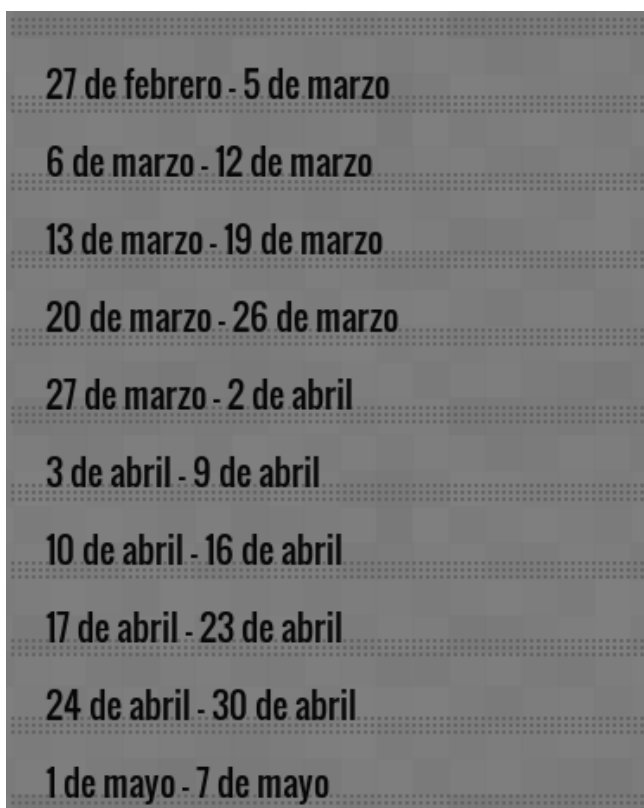 27 de febrero - 5 de marzo
6 de marzo - 12 de marzo
13 de marzo - 19 de marzo
20 de marzo - 26 de marzo
27 de marzo - 2 de abril
3 de abril - 9 de abril
10 de abril - 16 de abril
17 de abril - 23 de abril
24 de abril - 30 de abril
1 de mayo - 7 de mayo